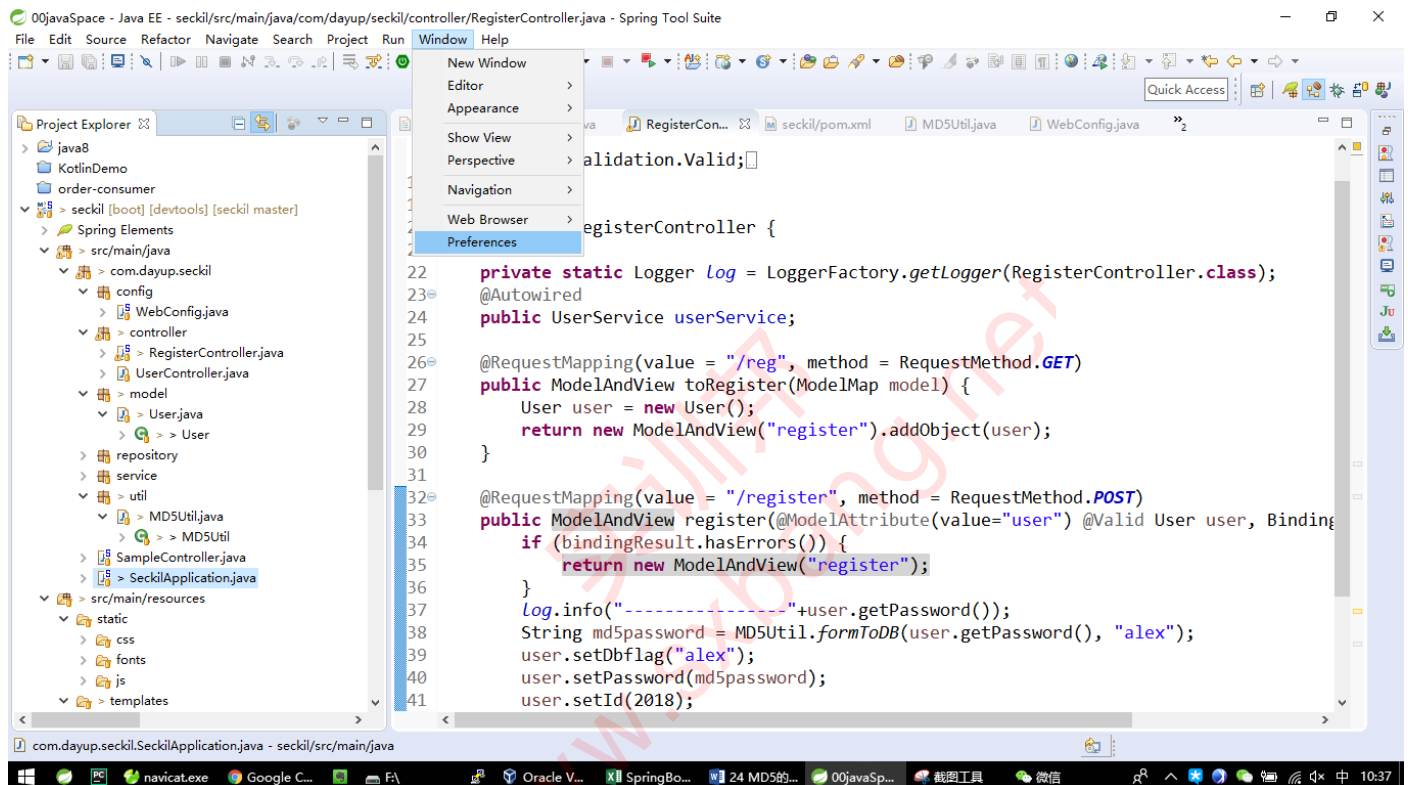 00javaSpace - Java EE - seckil/src/main/java/com/dayup/seckil/controller/RegisterController.java - Spring Tool Suite
File Edit Source Refactor Navigate Search Project Run Window Help
New Window
Editor
Appearance
Show View
Perspective
Navigation
Web Browser
Preferences
Quick Access
Project Explorer
java8
KotlinDemo
order-consumer
> seckil [boot] [devtools] [seckil master]
Spring Elements
> src/main/java
> com.dayup.seckil
config
WebConfig.java
> controller
> RegisterController.java
UserController.java
> model
> User.java
> > User
repository
service
> util
> MD5Util.java
> > MD5Util
SampleController.java
> SeckilApplication.java
> src/main/resources
static
css
fonts
js
> templates
va RegisterCon... seckil/pom.xml MD5Util.java WebConfig.java »2
alidation.Valid;
egisterController {
22 private static Logger log = LoggerFactory.getLogger(RegisterController.class);
23 @Autowired
24 public UserService userService;
25
26 @RequestMapping(value = "/reg", method = RequestMethod.GET)
27 public ModelAndView toRegister(ModelMap model) {
28 User user = new User();
29 return new ModelAndView("register").addObject(user);
30 }
31
32 @RequestMapping(value = "/register", method = RequestMethod.POST)
33 public ModelAndView register(@ModelAttribute(value="user") @Valid User user, Binding
34 if (bindingResult.hasErrors()) {
35 return new ModelAndView("register");
36 }
37 log.info("----------------"+user.getPassword());
38 String md5password = MD5Util.formToDB(user.getPassword(), "alex");
39 user.setDbflag("alex");
40 user.setPassword(md5password);
41 user.setId(2018);
实训帮
www.sxbang.net
com.dayup.seckil.SeckilApplication.java - seckil/src/main/java
navicat.exe Google C... F:\ Oracle V... SpringBo... 24 MD5的... 00javaSp... 截图工具 微信 中 10:37